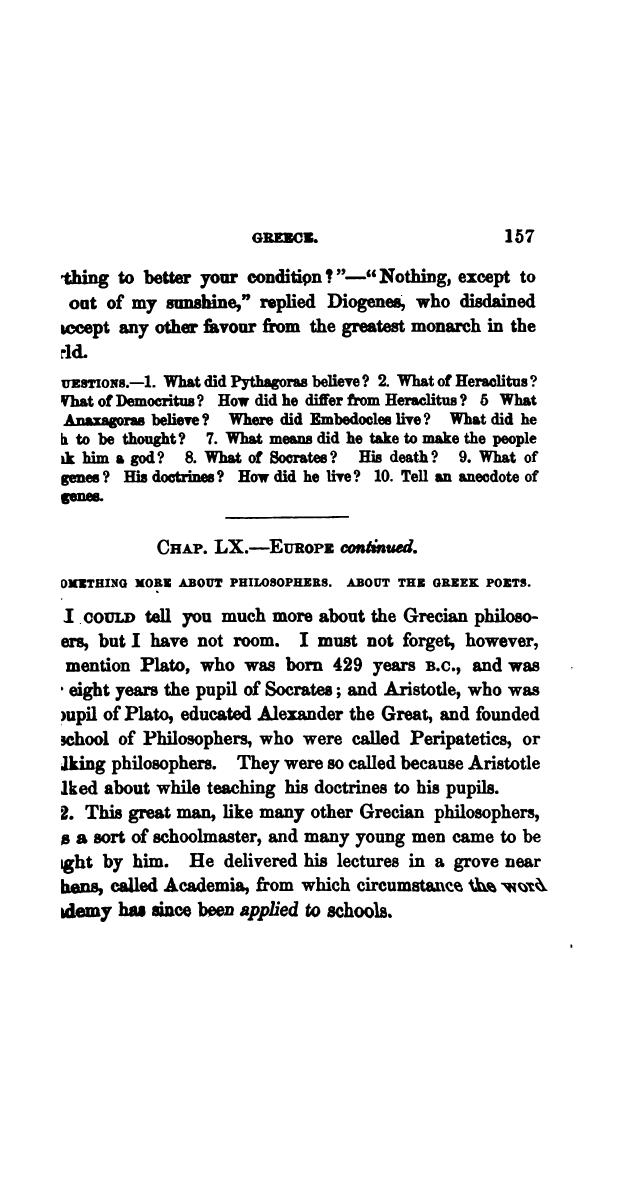 GREECE. 157
thing to better your condition?"—"Nothing, except to
out of my sunshine," replied Diogenes, who disdained
accept any other favour from the greatest monarch in the
rld.
UESTIONS.—1. What did Pythagoras believe? 2. What of Heraclitus?
What of Democritus? How did he differ from Heraclitus? 5 What
Anaxagoras believe? Where did Embedocles live? What did he
h to be thought? 7. What means did he take to make the people
nk him a god? 8. What of Socrates? His death? 9. What of
genes? His doctrines? How did he live? 10. Tell an anecdote of
genes.
CHAP. LX.—EUROPE continued.
OMETHING MORE ABOUT PHILOSOPHERS. ABOUT THE GREEK POETS.
I COULD tell you much more about the Grecian philoso-
ers, but I have not room. I must not forget, however,
mention Plato, who was born 429 years B.C., and was
eight years the pupil of Socrates; and Aristotle, who was
pupil of Plato, educated Alexander the Great, and founded
school of Philosophers, who were called Peripatetics, or
lking philosophers. They were so called because Aristotle
lked about while teaching his doctrines to his pupils.
2. This great man, like many other Grecian philosophers,
s a sort of schoolmaster, and many young men came to be
ught by him. He delivered his lectures in a grove near
hens, called Academia, from which circumstance the word
ademy has since been applied to schools.